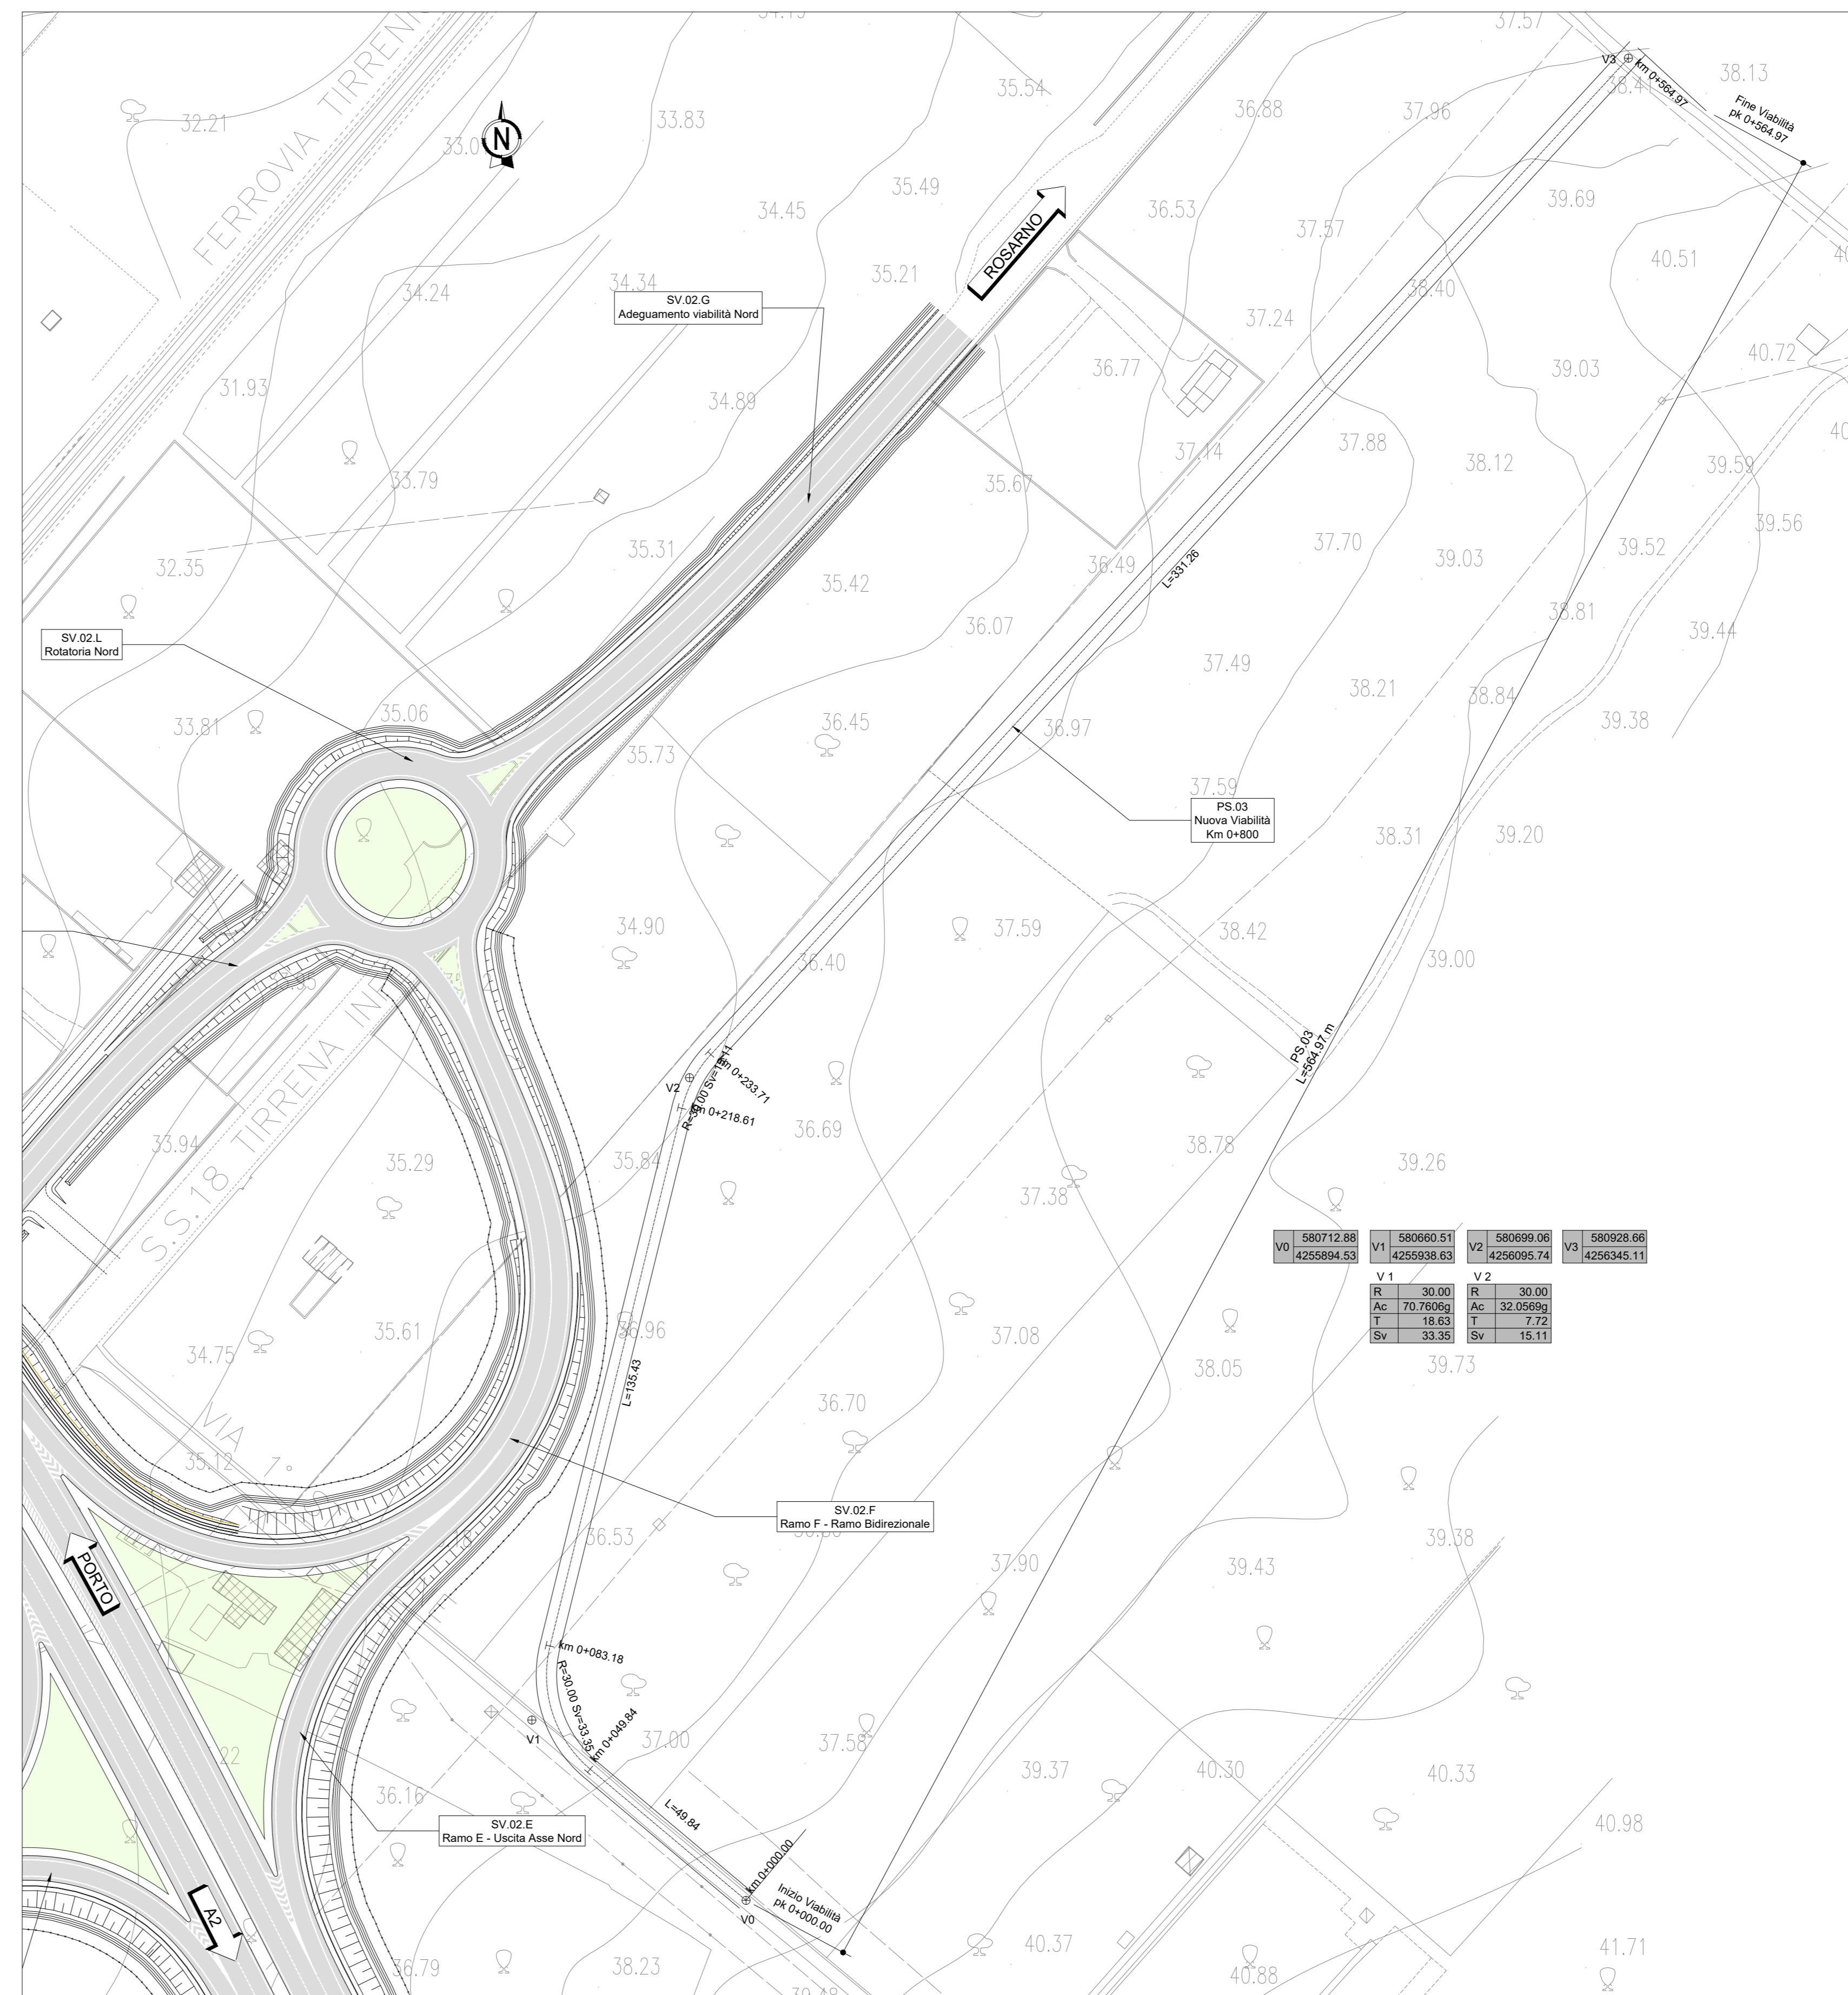 34.15
37.57
FERROVIA TIRREN
V3
km 0+564.97
38.13
32.21
33.83
35.54
36.88
37.96
Fine Viabilità
pk 0+564.97
N
35.49
39.69
34.45
36.53
37.57
ROSARNO
40.51
34.24
34.34
35.21
38.40
SV.02.G
Adeguamento viabilità Nord
37.24
40.72
31.93
34.89
36.77
39.03
33.79
37.14
37.88
38.12
39.59
35.67
39.56
32.35
35.31
35.42
36.49
37.70
39.03
39.52
L=331.26
38.81
SV.02.L
Rotatoria Nord
36.07
39.44
37.49
38.21
38.84
35.06
33.81
36.45
36.97
39.38
35.73
37.59
PS.03
Nuova Viabilità
Km 0+800
38.31
39.20
34.90
37.59
38.42
36.40
39.00
PS.03
L=564.97 m
V2
km 0+233.71
km 0+218.61
33.94
35.29
35.84
36.69
38.78
39.26
S.S.18 TIRRENA INF
37.38
V0 580712.88
4255894.53
V1 580660.51
4255938.63
V2 580699.06
4256095.74
V3 580928.66
4256345.11
V 1
R 30.00
Ac 70.7606g
T 18.63
Sv 33.35
V 2
R 30.00
Ac 32.0569g
T 7.72
Sv 15.11
34.75
35.61
36.96
37.08
38.05
39.73
L=135.43
36.70
VIA
35.12
SV.02.F
Ramo F - Ramo Bidirezionale
36.53
37.90
39.43
39.38
PORTO
km 0+083.18
R=30.00 Sv=33.35
km 0+049.84
V1
37.00
37.58
39.37
40.30
40.33
36.16
L=49.84
SV.02.E
Ramo E - Uscita Asse Nord
40.98
km 0+000.00
V0
Inizio Viabilità
pk 0+000.00
A2
36.79
38.23
40.37
40.88
41.71